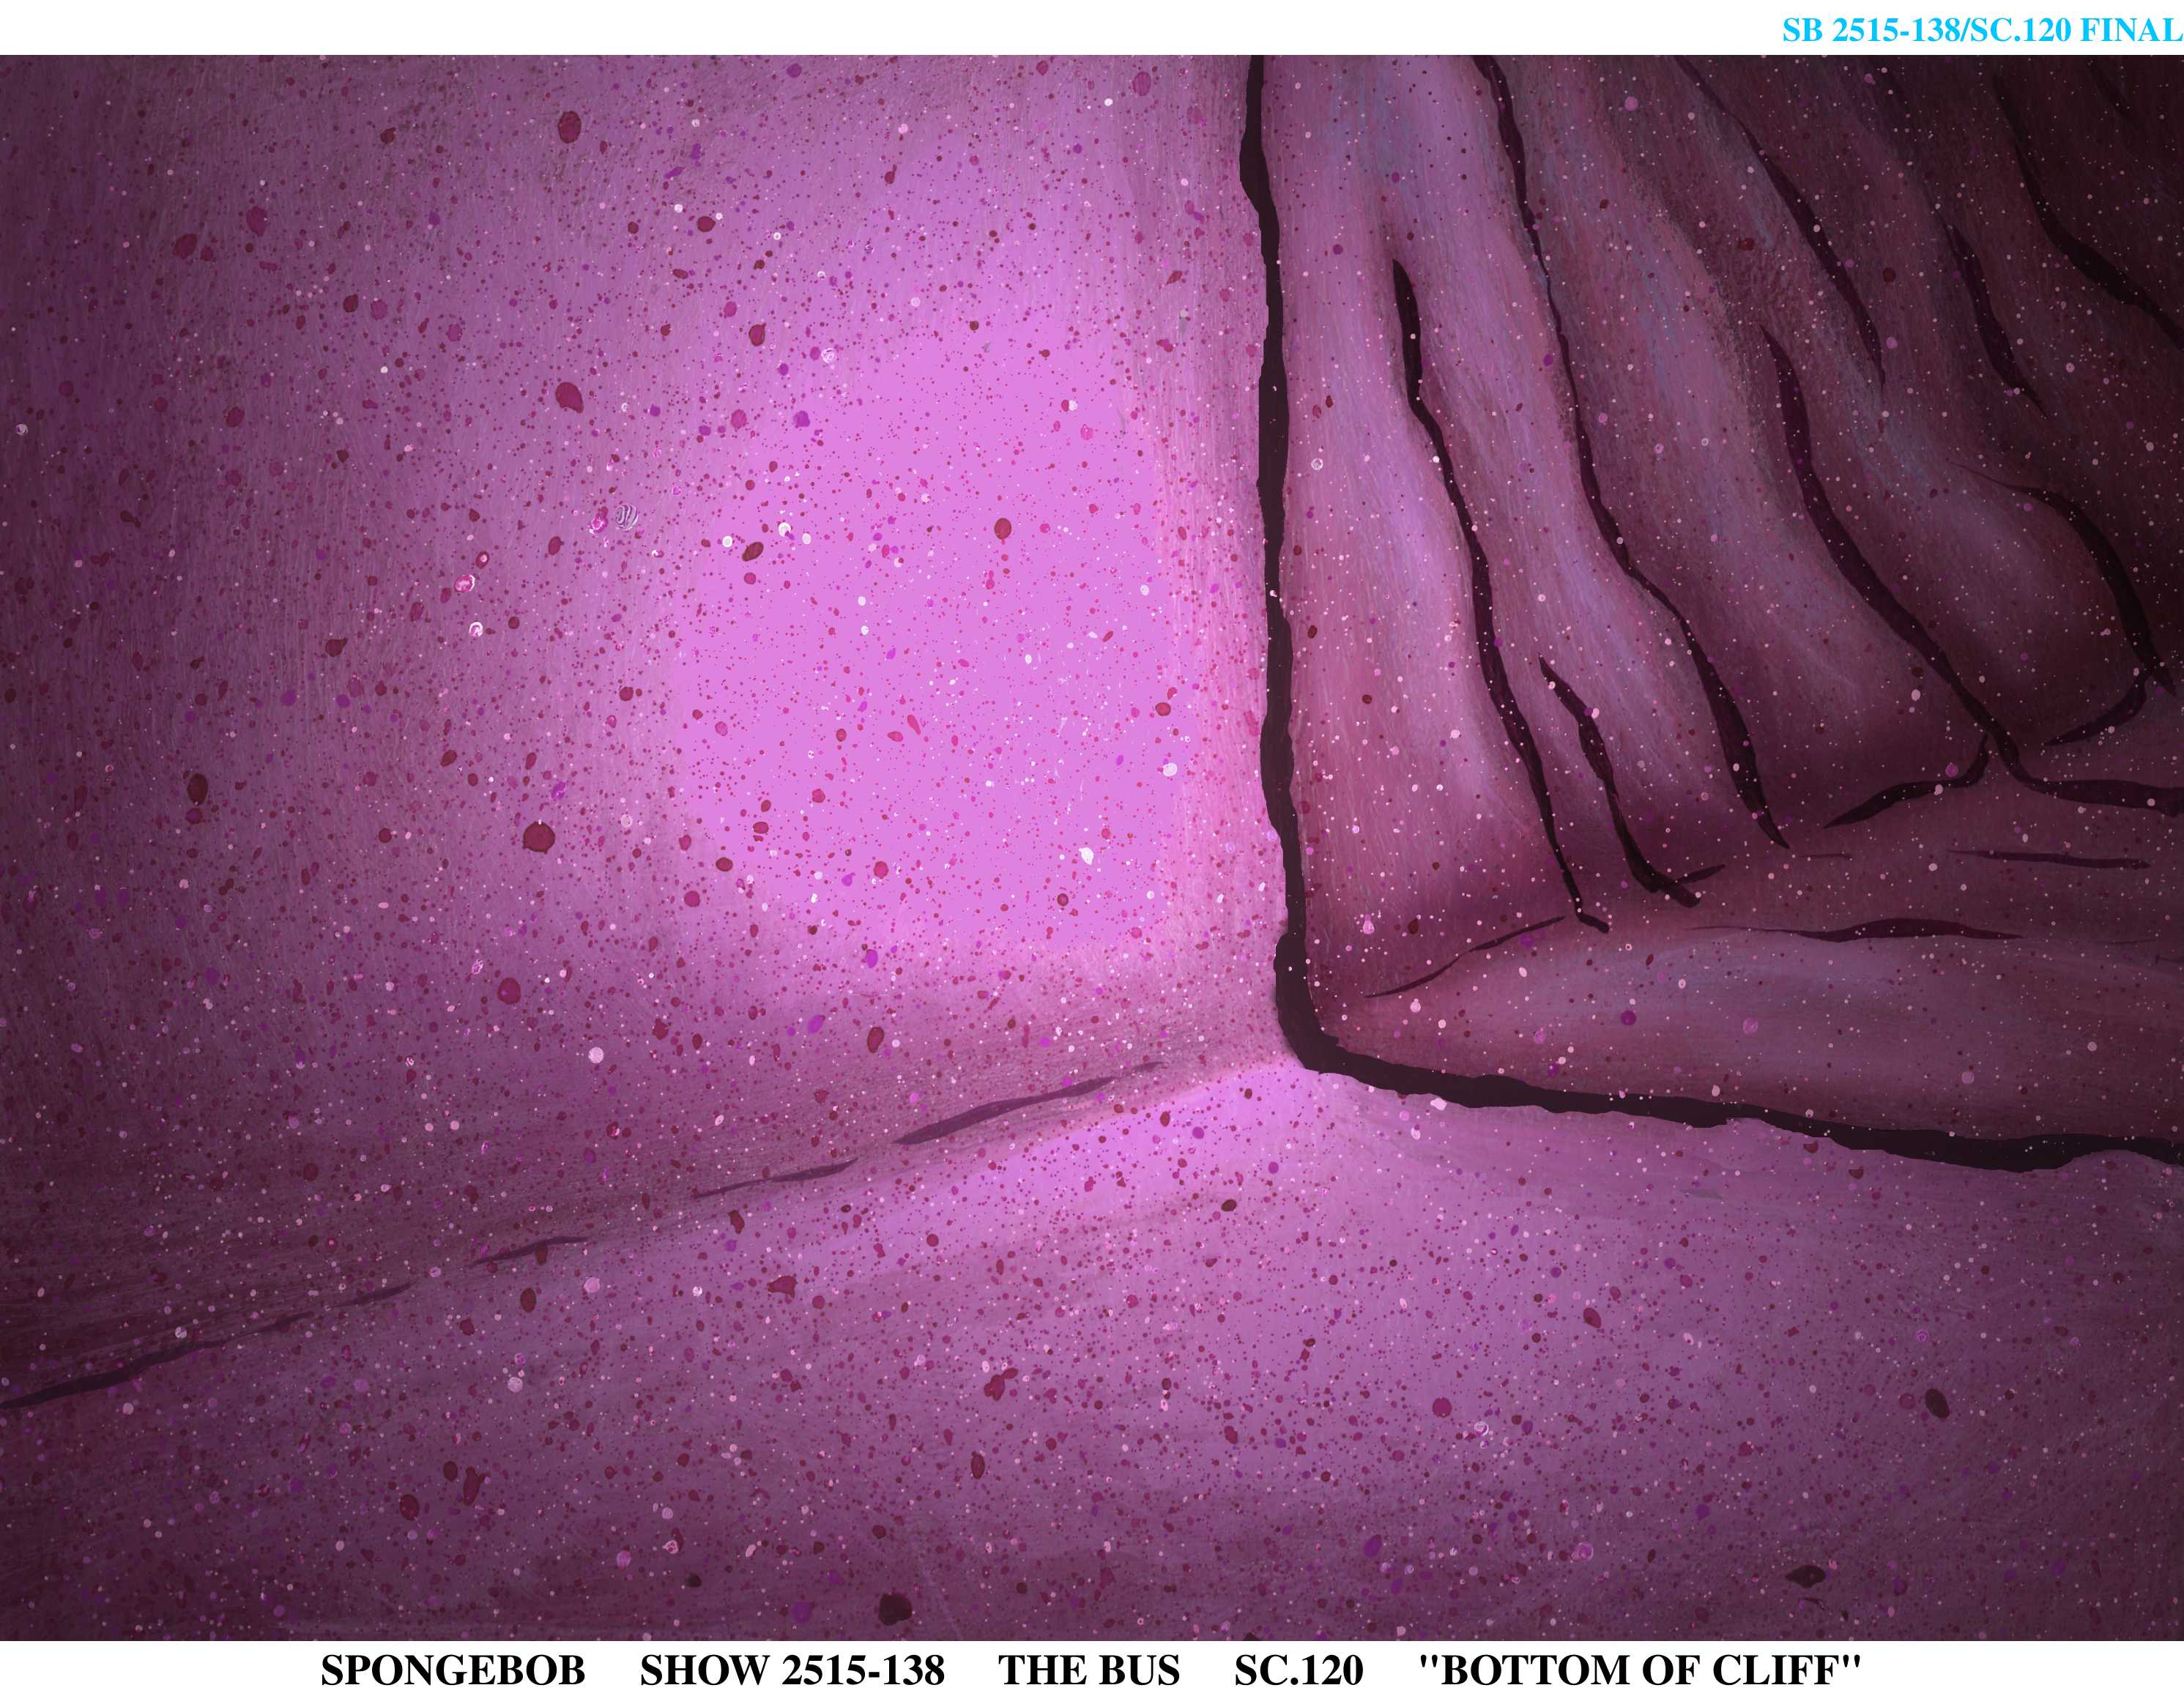 SB 2515-138/SC.120 FINAL
SPONGEBOB SHOW 2515-138 THE BUS SC.120 "BOTTOM OF CLIFF"